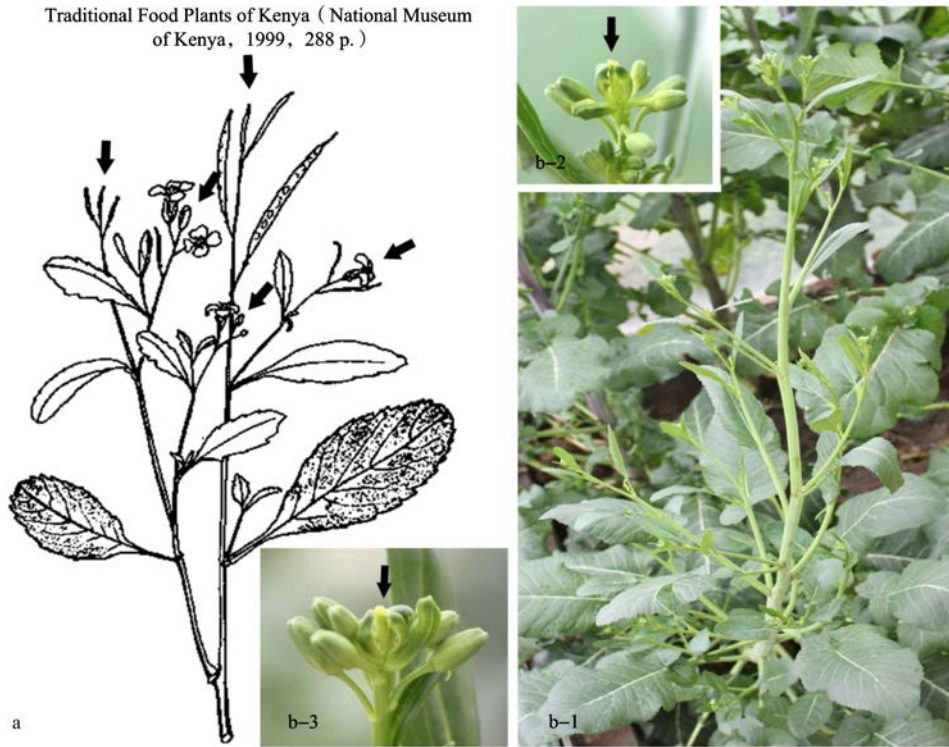 Traditional Food Plants of Kenya（National Museum
of Kenya，1999，288 p.）
b-2
a
b-3
b-1